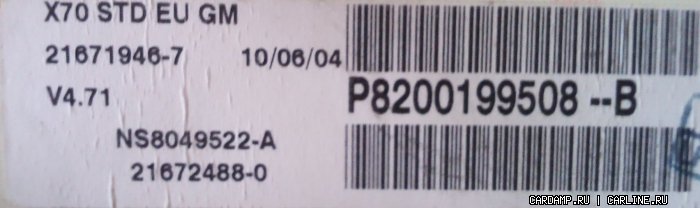 X70 STD EU GM
21671946-7 10/06/04
V4.71
P8200199508 --B
NS8049522-A
21672488-0
CARDAMP.RU | CARLINE.RU